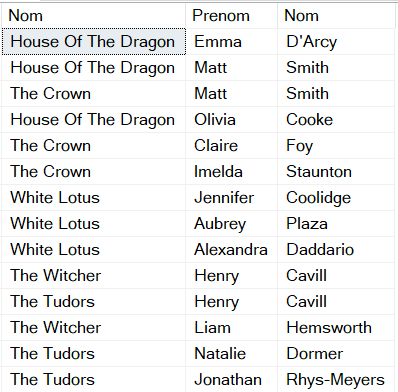 Nom Prenom Nom
House Of The Dragon Emma D'Arcy
House Of The Dragon Matt Smith
The Crown Matt Smith
House Of The Dragon Olivia Cooke
The Crown Claire Foy
The Crown Imelda Staunton
White Lotus Jennifer Coolidge
White Lotus Aubrey Plaza
White Lotus Alexandra Daddario
The Witcher Henry Cavill
The Tudors Henry Cavill
The Witcher Liam Hemsworth
The Tudors Natalie Dormer
The Tudors Jonathan Rhys-Meyers